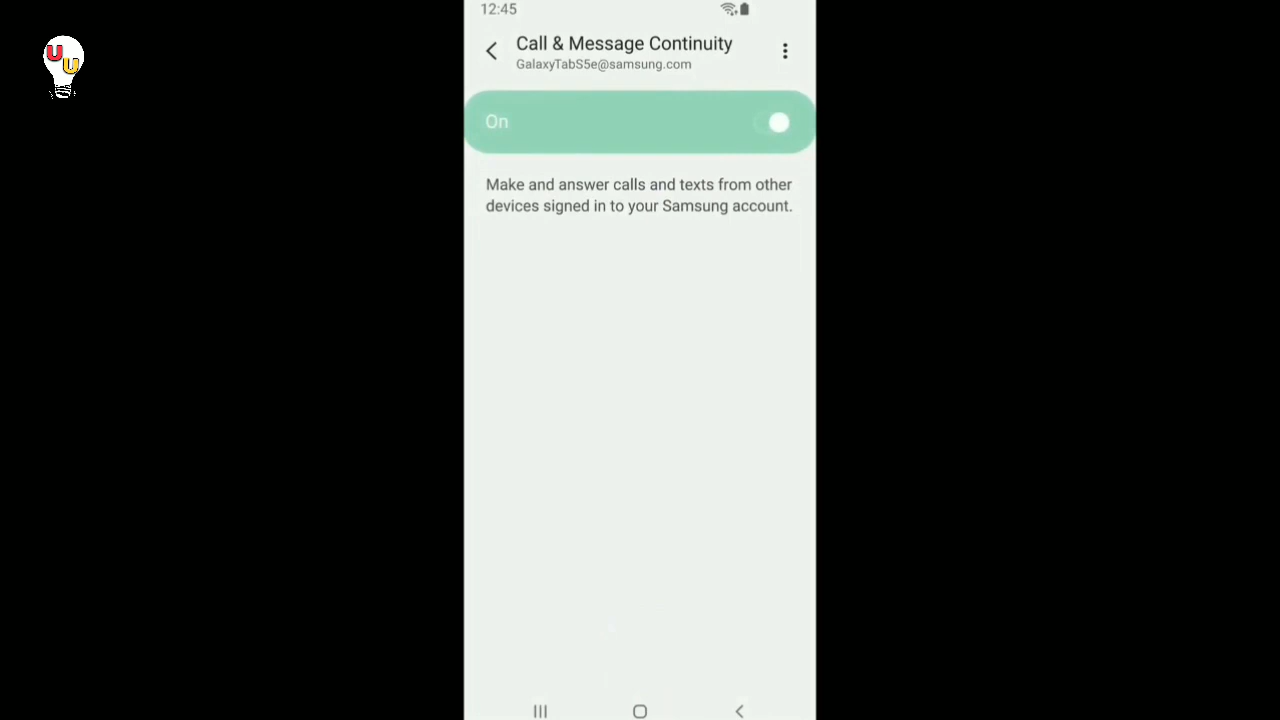 UU
12:45
Call & Message Continuity
GalaxyTabS5e@samsung.com
On
Make and answer calls and texts from other
devices signed in to your Samsung account.